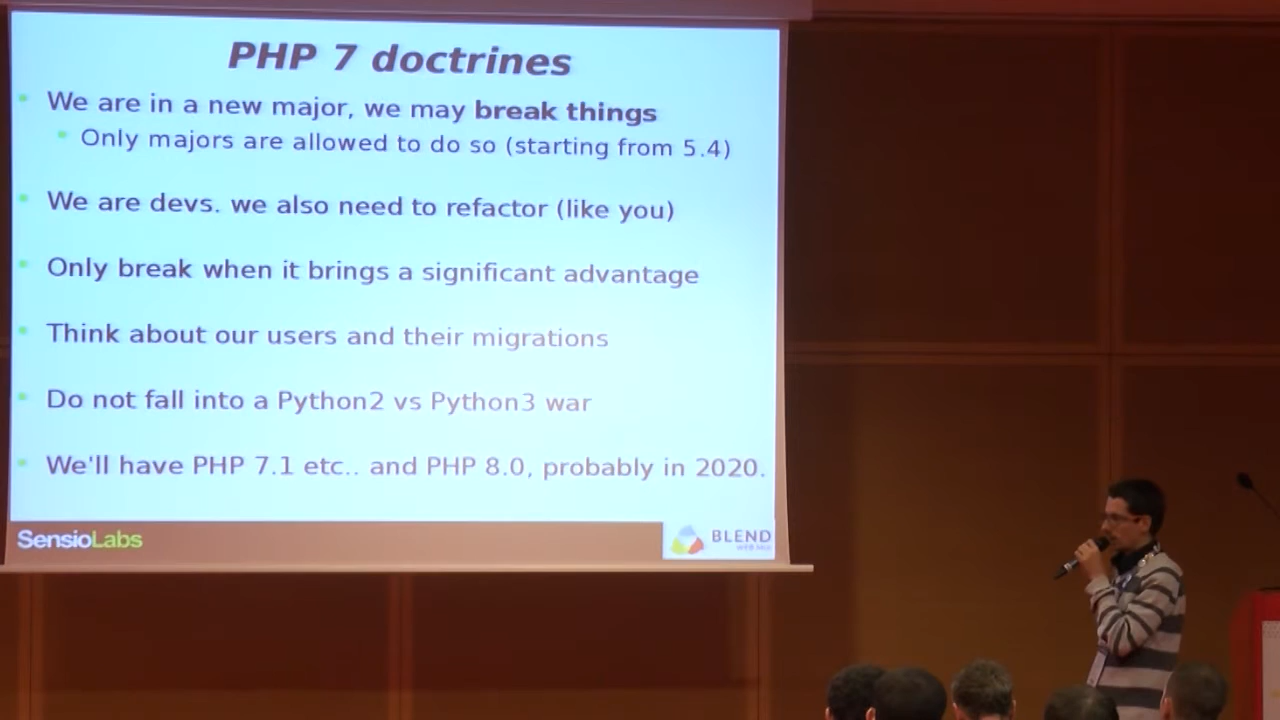 PHP 7 doctrines
We are in a new major, we may break things
Only majors are allowed to do so (starting from 5.4)
We are devs. we also need to refactor (like you)
Only break when it brings a significant advantage
Think about our users and their migrations
Do not fall into a Python2 vs Python3 war
We'll have PHP 7.1 etc.. and PHP 8.0, probably in 2020.
SensioLabs
BLEND
WEB MIX